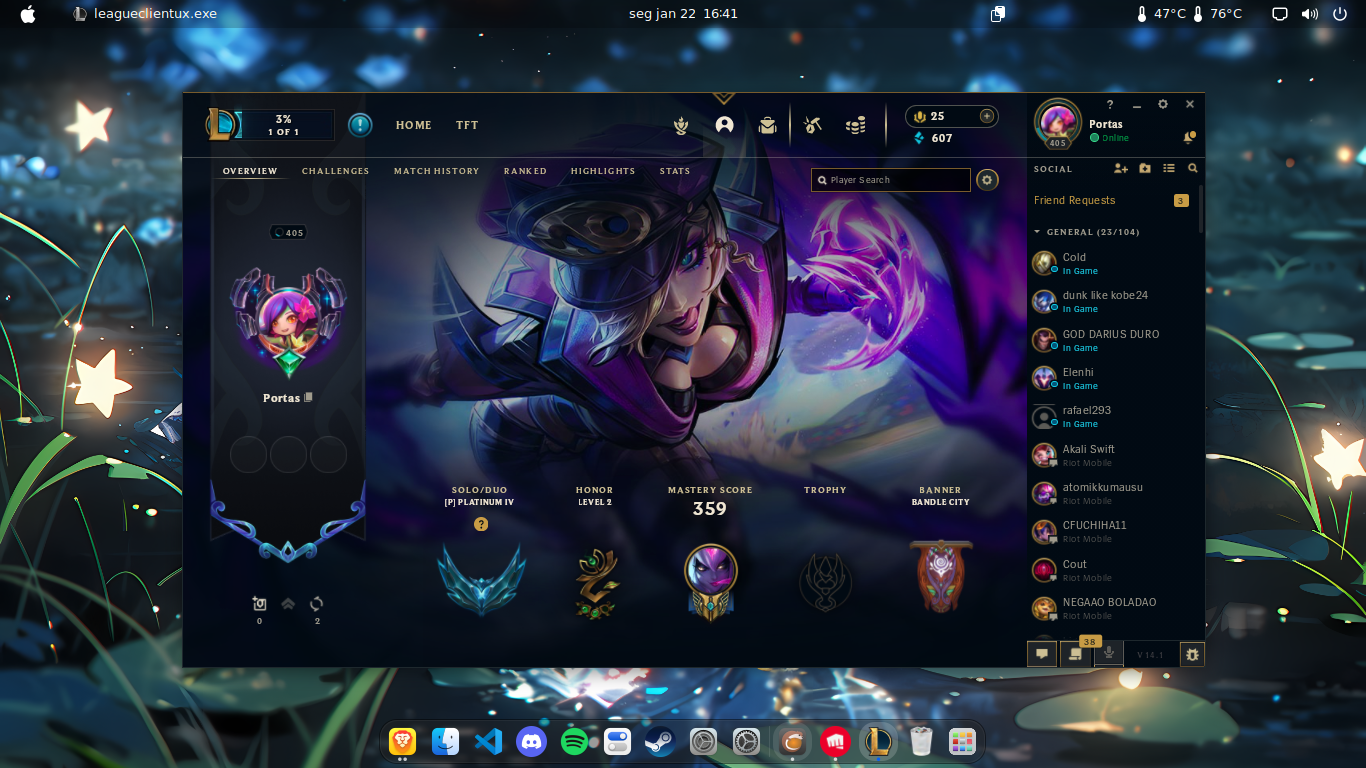 leagueclientux.exe
seg jan 22 16:41
47°C 76°C
3%
1 OF 1
HOME TFT
25
607
405
Portas
Online
OVERVIEW CHALLENGES MATCH HISTORY RANKED HIGHLIGHTS STATS
Player Search
SOCIAL
Friend Requests 3
GENERAL (23/104)
Cold
In Game
dunk like kobe24
In Game
GOD DARIUS DURO
In Game
Elenhi
In Game
rafael293
In Game
Akali Swift
Riot Mobile
atomikkumausu
Riot Mobile
CFUCHIHA11
Riot Mobile
Cout
Riot Mobile
NEGAAO BOLADAO
Riot Mobile
405
Portas
SOLO/DUO
[P] PLATINUM IV
?
HONOR
LEVEL 2
MASTERY SCORE
359
TROPHY
BANNER
BANDLE CITY
0
2
38
V14.1